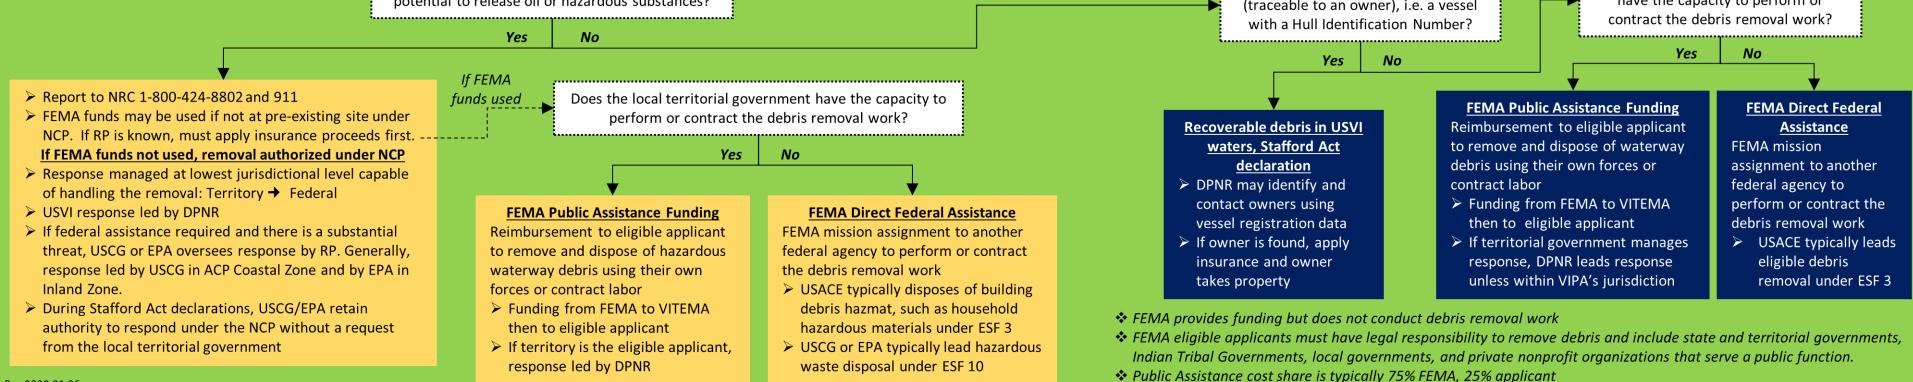 potential to release oil or hazardous substances?
Yes No
➢ Report to NRC 1-800-424-8802 and 911
➢ FEMA funds may be used if not at pre-existing site under
NCP. If RP is known, must apply insurance proceeds first.
If FEMA funds not used, removal authorized under NCP
➢ Response managed at lowest jurisdictional level capable
of handling the removal: Territory ➔ Federal
➢ USVI response led by DPNR
➢ If federal assistance required and there is a substantial
threat, USCG or EPA oversees response by RP. Generally,
response led by USCG in ACP Coastal Zone and by EPA in
Inland Zone.
➢ During Stafford Act declarations, USCG/EPA retain
authority to respond under the NCP without a request
from the local territorial government
If FEMA
funds used
Does the local territorial government have the capacity to
perform or contract the debris removal work?
Yes No
FEMA Public Assistance Funding
Reimbursement to eligible applicant
to remove and dispose of hazardous
waterway debris using their own
forces or contract labor
➢ Funding from FEMA to VITEMA
then to eligible applicant
➢ If territory is the eligible applicant,
response led by DPNR
FEMA Direct Federal Assistance
FEMA mission assignment to another
federal agency to perform or contract
the debris removal work
➢ USACE typically disposes of building
debris hazmat, such as household
hazardous materials under ESF 3
➢ USCG or EPA typically lead hazardous
waste disposal under ESF 10
(traceable to an owner), i.e. a vessel
with a Hull Identification Number?
Yes No
Recoverable debris in USVI
waters, Stafford Act
declaration
➢ DPNR may identify and
contact owners using
vessel registration data
➢ If owner is found, apply
insurance and owner
takes property
have the capacity to perform or
contract the debris removal work?
Yes No
FEMA Public Assistance Funding
Reimbursement to eligible applicant
to remove and dispose of waterway
debris using their own forces or
contract labor
➢ Funding from FEMA to VITEMA
then to eligible applicant
➢ If territorial government manages
response, DPNR leads response
unless within VIPA's jurisdiction
FEMA Direct Federal
Assistance
FEMA mission
assignment to another
federal agency to
perform or contract the
debris removal work
➢ USACE typically leads
eligible debris
removal under ESF 3
❖ FEMA provides funding but does not conduct debris removal work
❖ FEMA eligible applicants must have legal responsibility to remove debris and include state and territorial governments,
Indian Tribal Governments, local governments, and private nonprofit organizations that serve a public function.
❖ Public Assistance cost share is typically 75% FEMA, 25% applicant